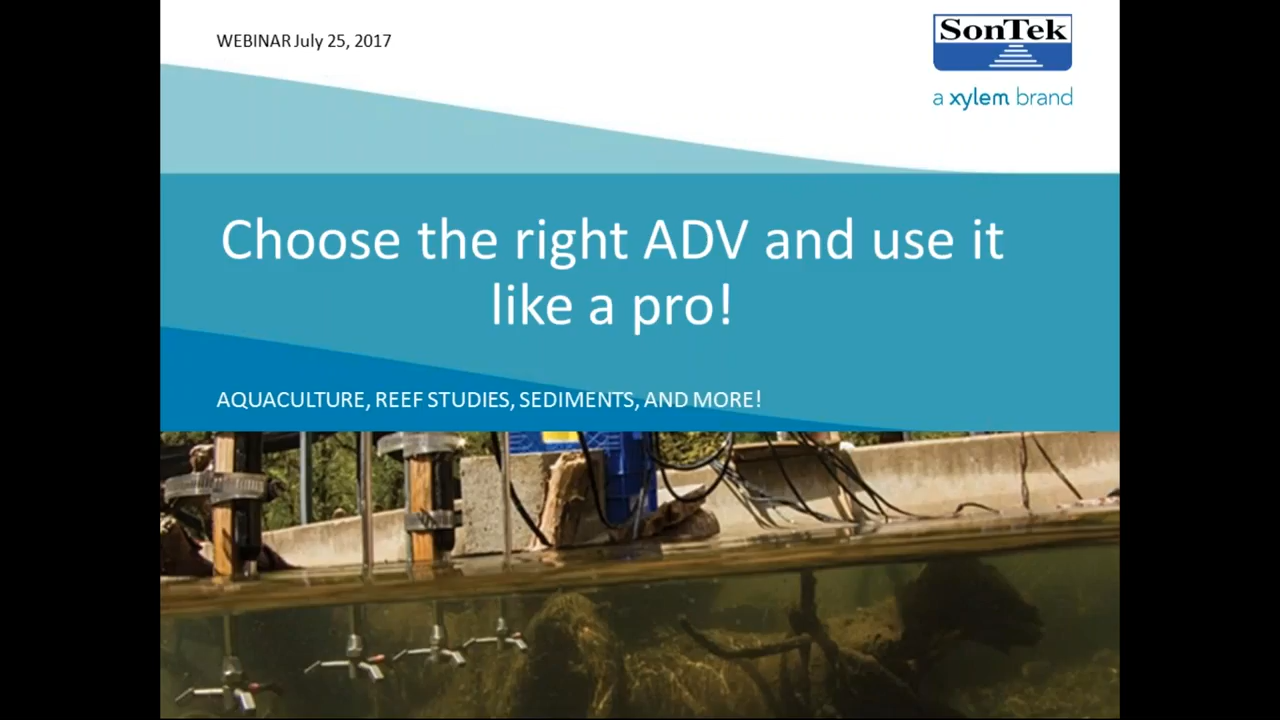 WEBINAR July 25, 2017
SonTek
a xylem brand
Choose the right ADV and use it
like a pro!
AQUACULTURE, REEF STUDIES, SEDIMENTS, AND MORE!